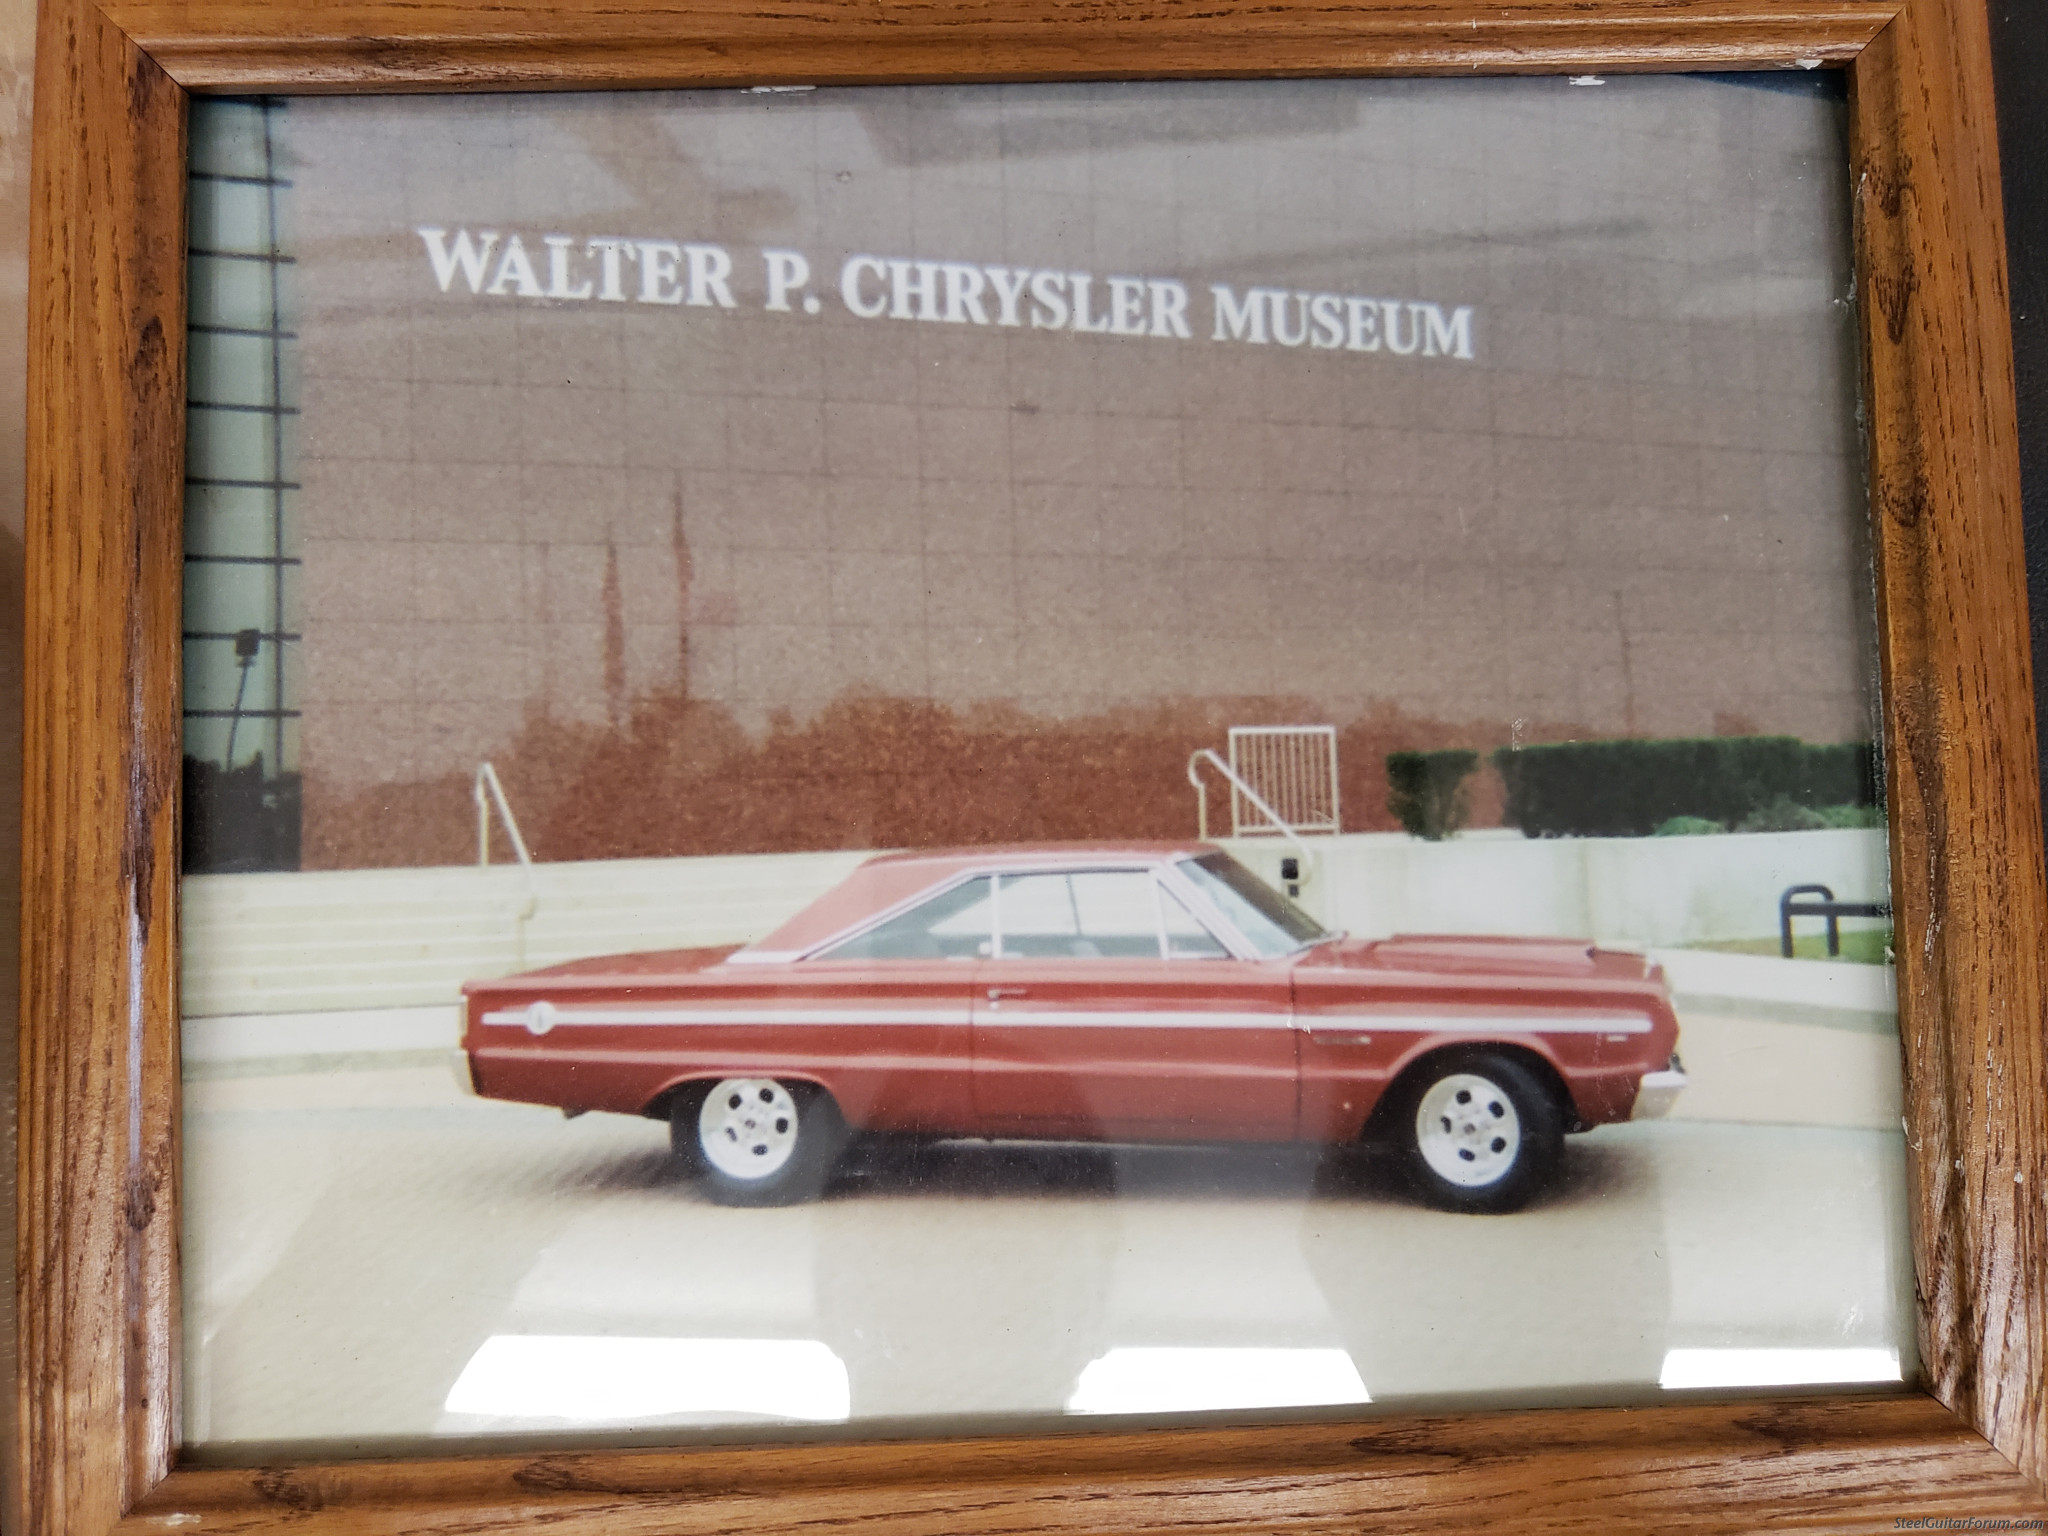 WALTER P. CHRYSLER MUSEUM
SteelGuitarForum.com